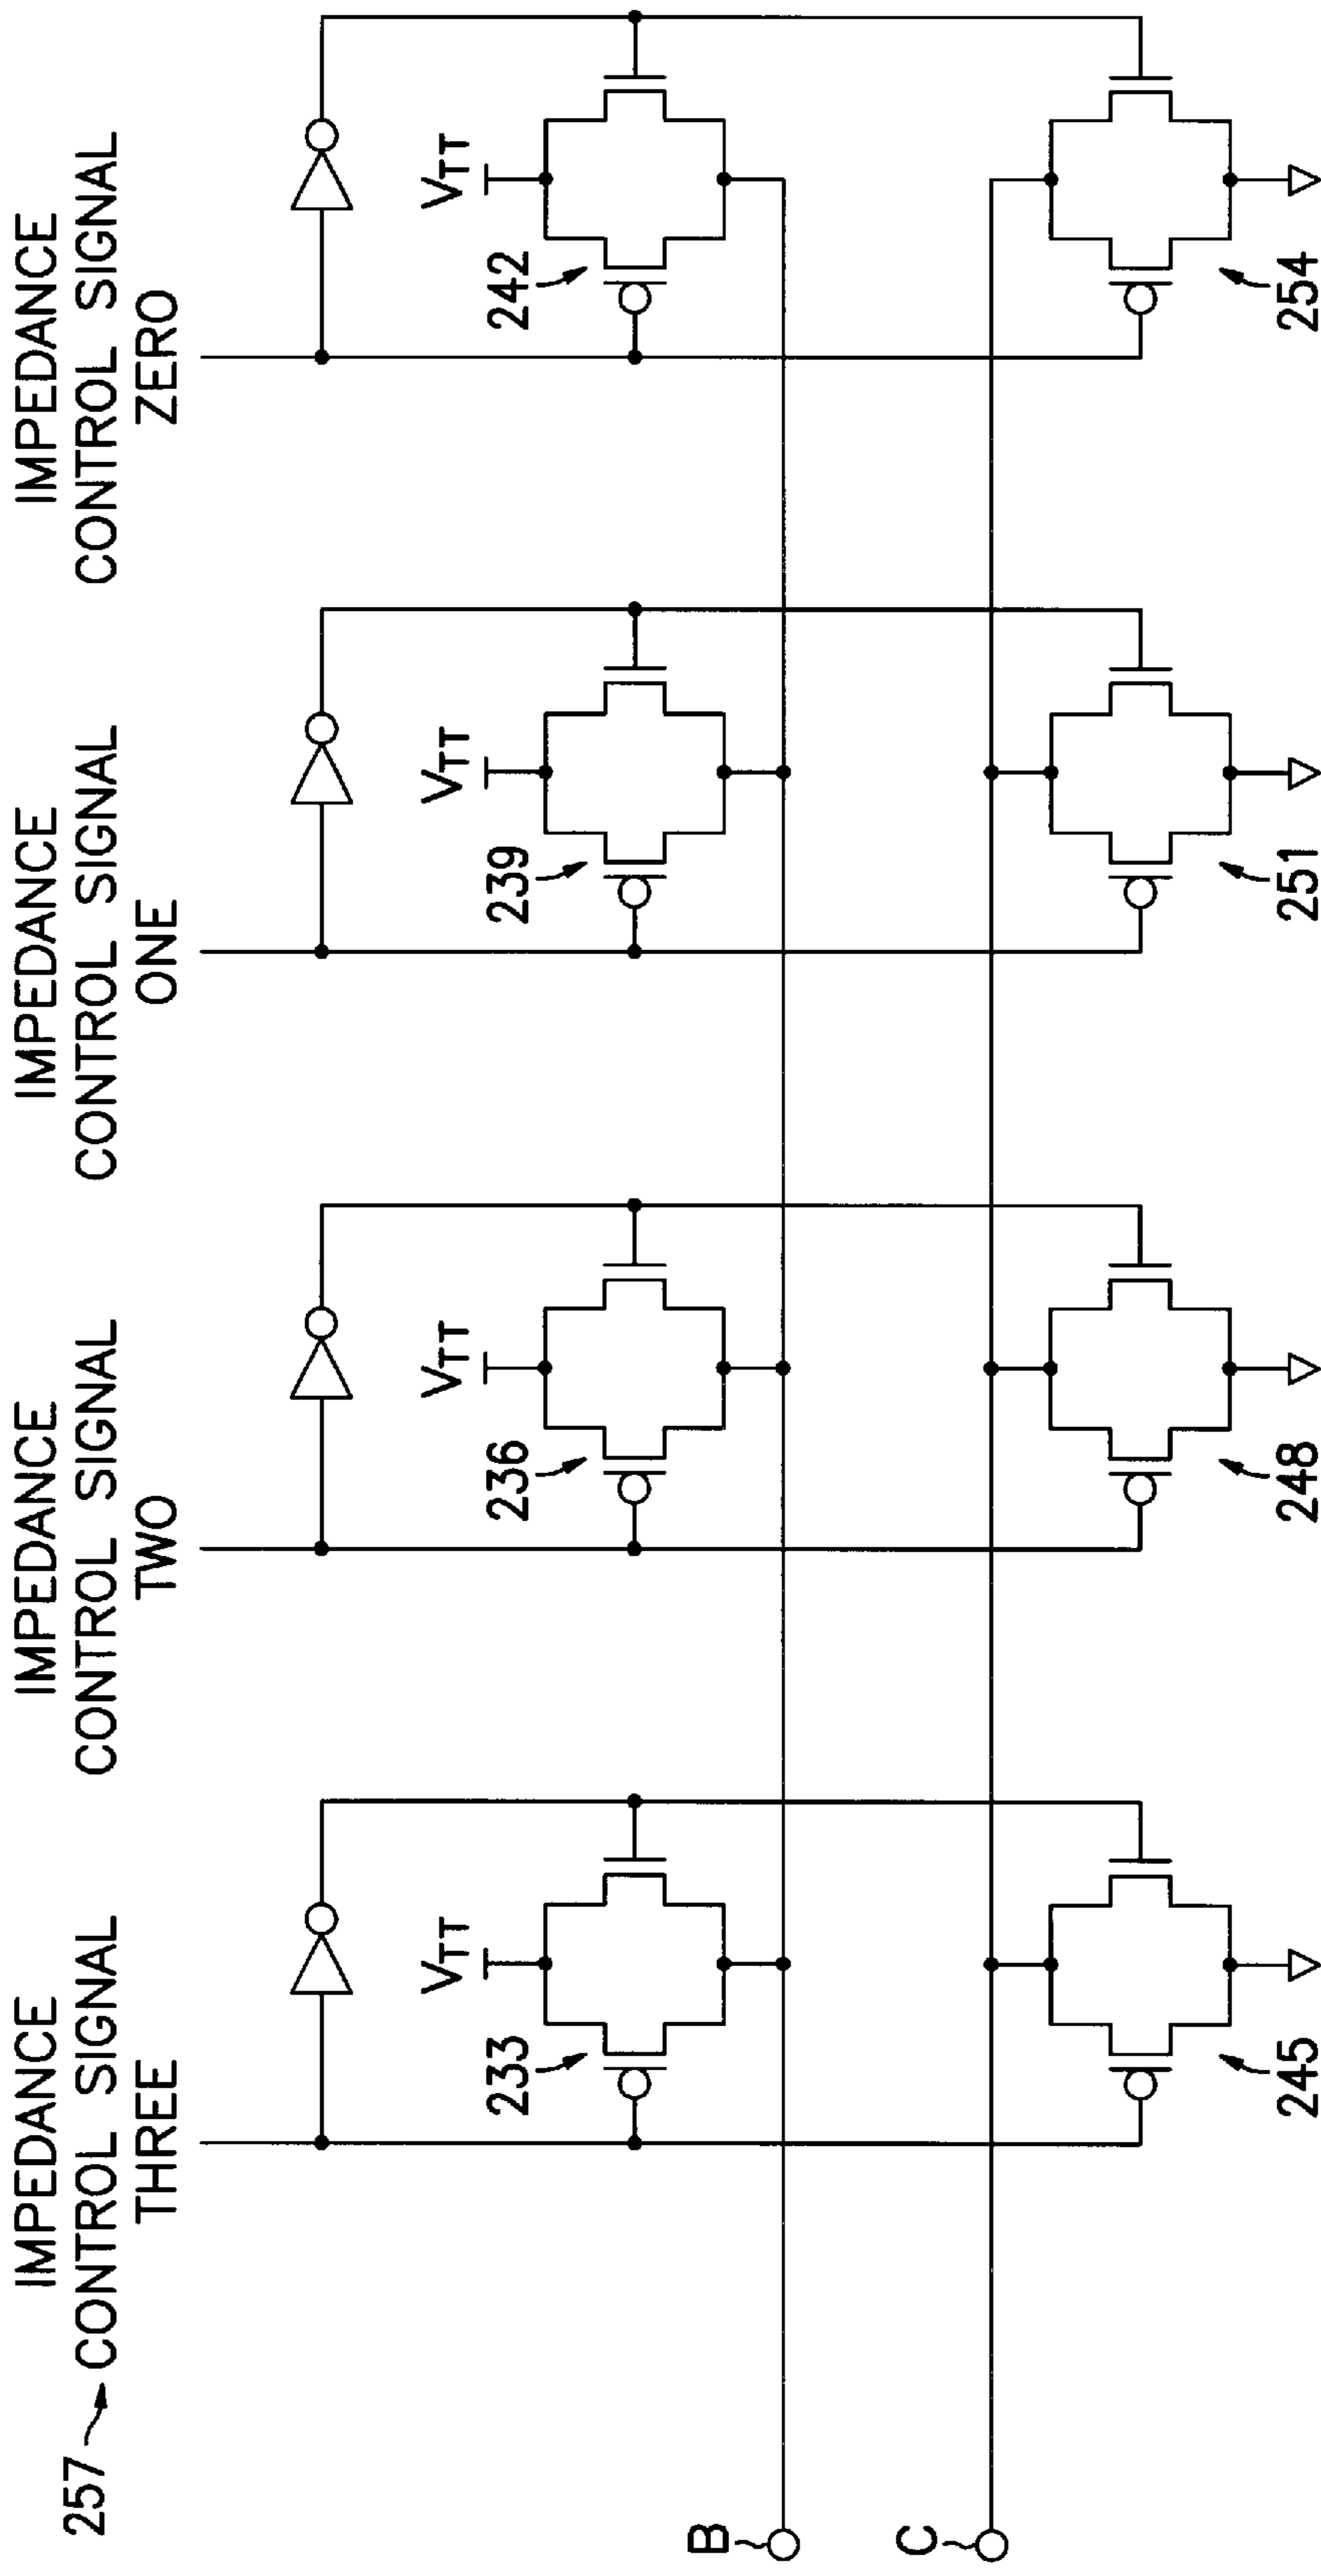 IMPEDANCE
257 CONTROL SIGNAL
THREE
IMPEDANCE
CONTROL SIGNAL
TWO
IMPEDANCE
CONTROL SIGNAL
ONE
IMPEDANCE
CONTROL SIGNAL
ZERO
VTT
VTT
VTT
VTT
233
236
239
242
B
C
245
248
251
254